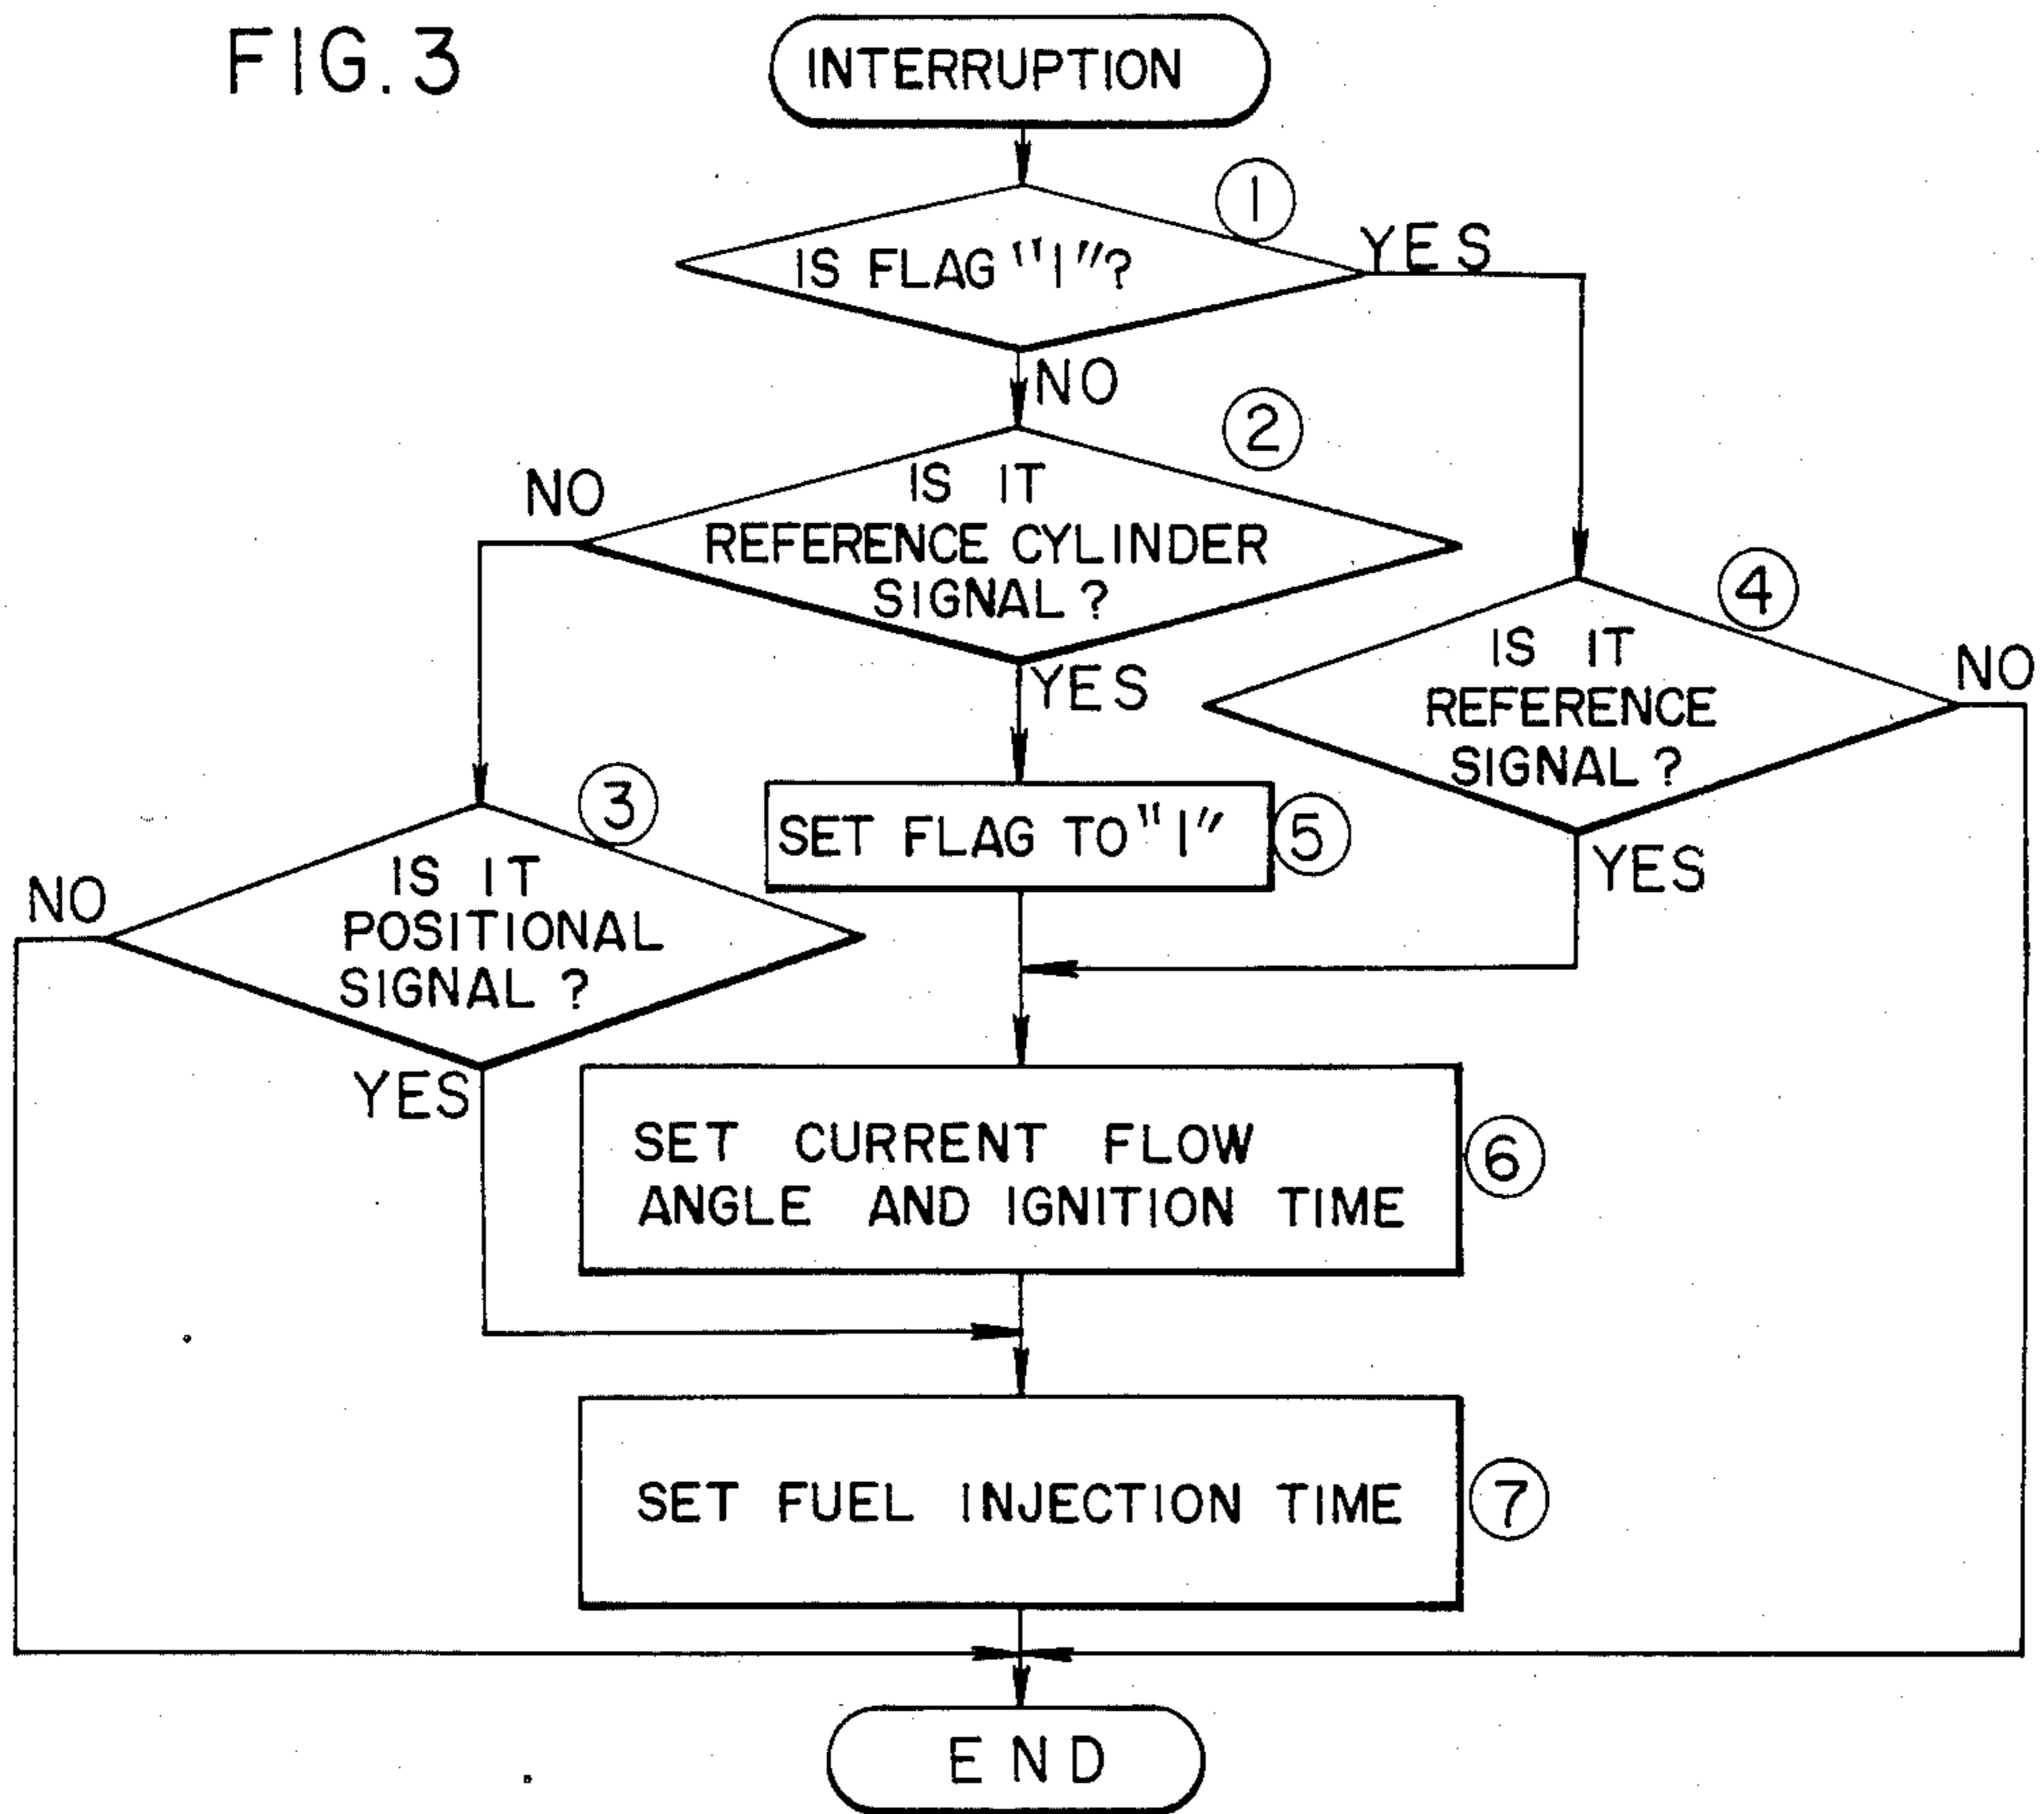 FIG. 3
INTERRUPTION
①
IS FLAG "1"?
YES
NO
②
IS IT
REFERENCE CYLINDER
SIGNAL?
NO
YES
④
IS IT
REFERENCE
SIGNAL?
NO
YES
③
IS IT
POSITIONAL
SIGNAL?
NO
YES
SET FLAG TO "1"
⑤
SET CURRENT FLOW
ANGLE AND IGNITION TIME
⑥
SET FUEL INJECTION TIME
⑦
END